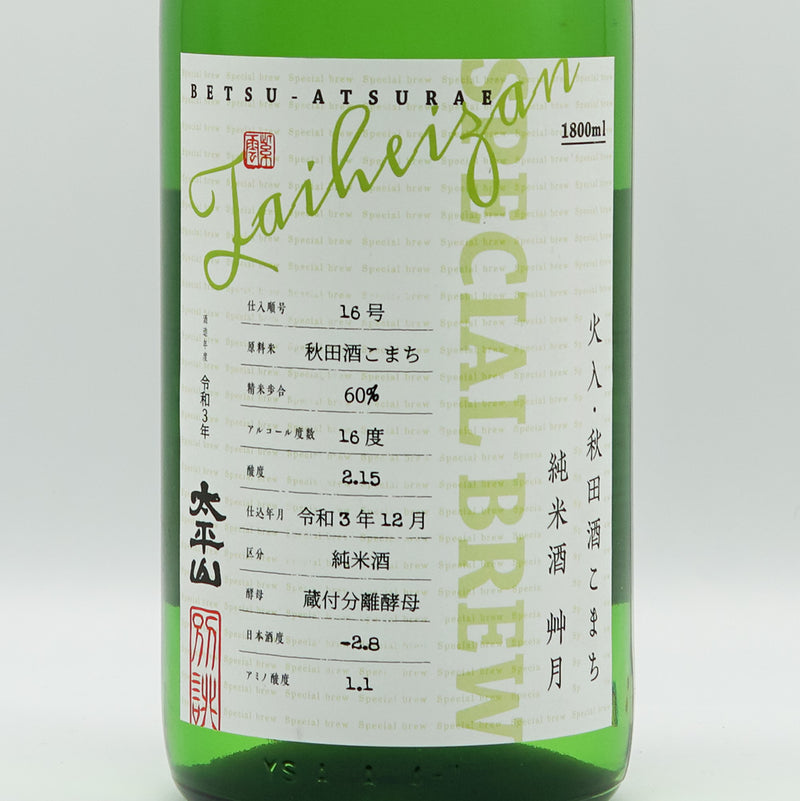 BETSU-ATSURAE
Taiheizan
紫雲
1800ml
SPECIAL BREW
仕入順号 16号
原料米 秋田酒こまち
精米歩合 60%
アルコール度数 16度
酸度 2.15
仕込年月 令和3年12月
区分 純米酒
酵母 蔵付分離酵母
日本酒度 -2.8
アミノ酸度 1.1
火入・秋田酒こまち
純米酒 艸月
酒造年度 令和3年
太平山
別誂
Special brew